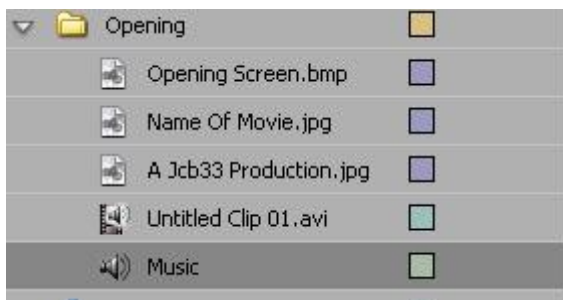 Opening
Opening Screen.bmp
Name Of Movie.jpg
A Jcb33 Production.jpg
Untitled Clip 01.avi
Music